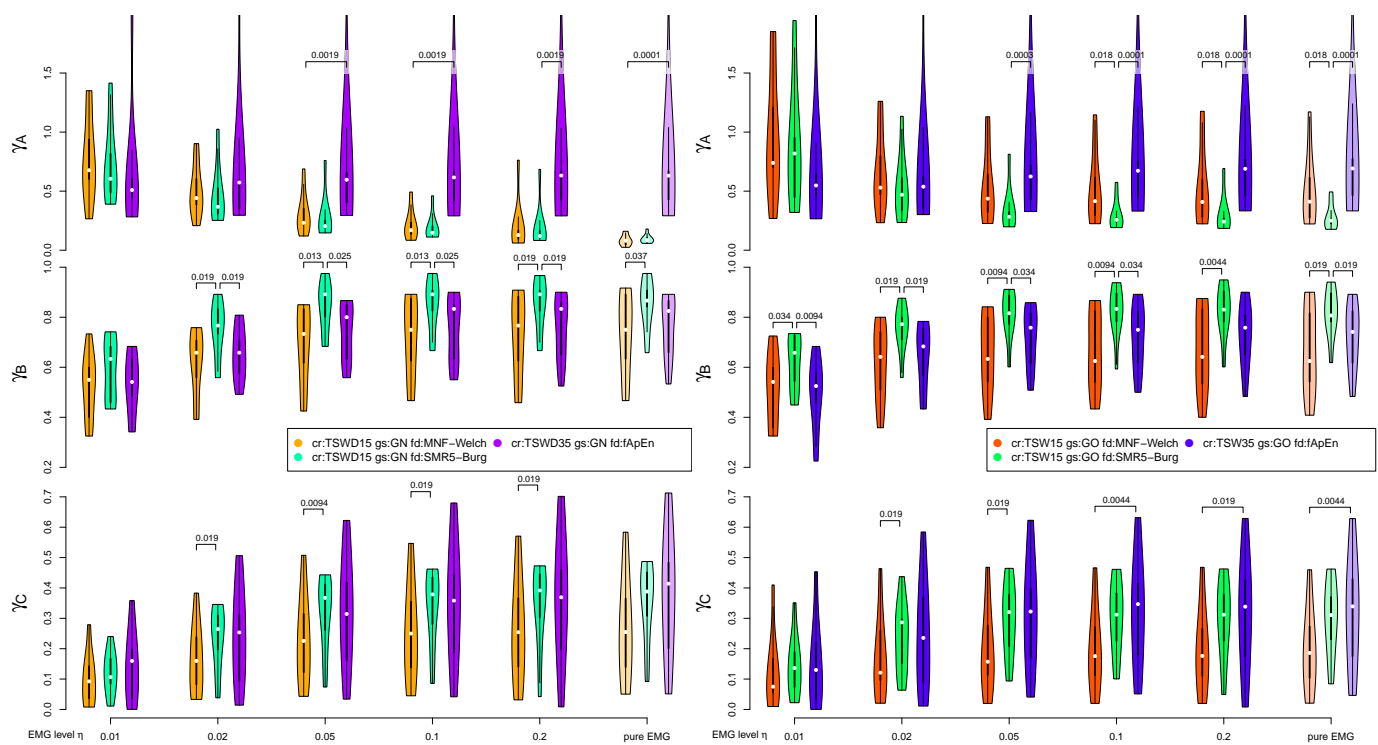 γA
0.0 0.5 1.0 1.5
0.0019 0.0019 0.0019 0.0001
γB
0.2 0.4 0.6 0.8 1.0
0.019 0.019 0.013 0.025 0.013 0.025 0.019 0.019 0.037
cr:TSWD15 gs:GN fd:MNF−Welch cr:TSWD35 gs:GN fd:fApEn
cr:TSWD15 gs:GN fd:SMR5−Burg
γC
0.0 0.1 0.2 0.3 0.4 0.5 0.6 0.7
0.019 0.0094 0.019 0.019
EMG level η 0.01 0.02 0.05 0.1 0.2 pure EMG
γA
0.0 0.5 1.0 1.5
0.0003 0.018 0.0001 0.018 0.0001 0.018 0.0001
γB
0.2 0.4 0.6 0.8 1.0
0.034 0.0094 0.019 0.019 0.0094 0.034 0.0094 0.034 0.0044 0.019 0.019
cr:TSW15 gs:GO fd:MNF−Welch cr:TSW35 gs:GO fd:fApEn
cr:TSW15 gs:GO fd:SMR5−Burg
γC
0.0 0.1 0.2 0.3 0.4 0.5 0.6 0.7
0.019 0.019 0.0044 0.019 0.0044
EMG level η 0.01 0.02 0.05 0.1 0.2 pure EMG